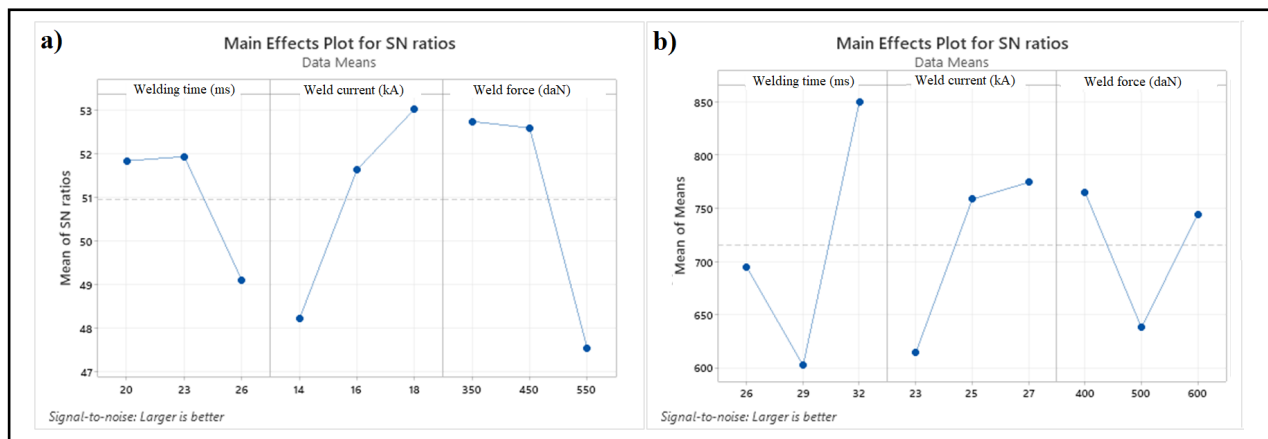 a)
Main Effects Plot for SN ratios
Data Means
Welding time (ms) Weld current (kA) Weld force (daN)
Mean of SN ratios
53
52
51
50
49
48
47
20 23 26 14 16 18 350 450 550
Signal-to-noise: Larger is better
b)
Main Effects Plot for SN ratios
Data Means
Welding time (ms) Weld current (kA) Weld force (daN)
Mean of Means
850
800
750
700
650
600
26 29 32 23 25 27 400 500 600
Signal-to-noise: Larger is better